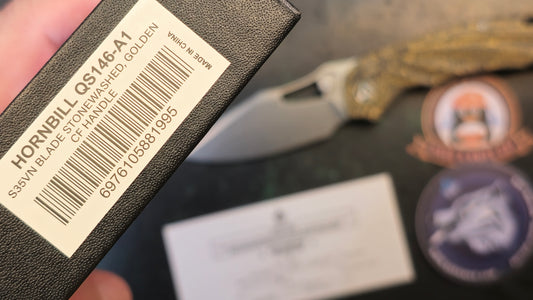 HORNBILL QS146-A1
S35VN BLADE STONEWASHED, GOLDEN
CF HANDLE
6976105881995
MADE IN CHINA